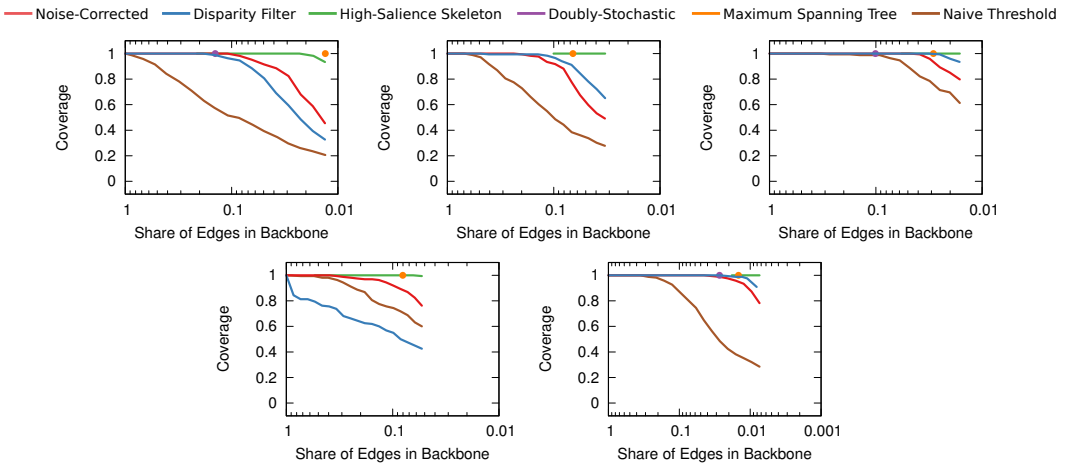 Noise-Corrected Disparity Filter High-Salience Skeleton Doubly-Stochastic Maximum Spanning Tree Naive Threshold
1
0.8
0.6
0.4
0.2
0
Coverage
1 0.1 0.01
Share of Edges in Backbone
1
0.8
0.6
0.4
0.2
0
Coverage
1 0.1 0.01
Share of Edges in Backbone
1
0.8
0.6
0.4
0.2
0
Coverage
1 0.1 0.01
Share of Edges in Backbone
1
0.8
0.6
0.4
0.2
0
Coverage
1 0.1 0.01
Share of Edges in Backbone
1
0.8
0.6
0.4
0.2
0
Coverage
1 0.1 0.01 0.001
Share of Edges in Backbone